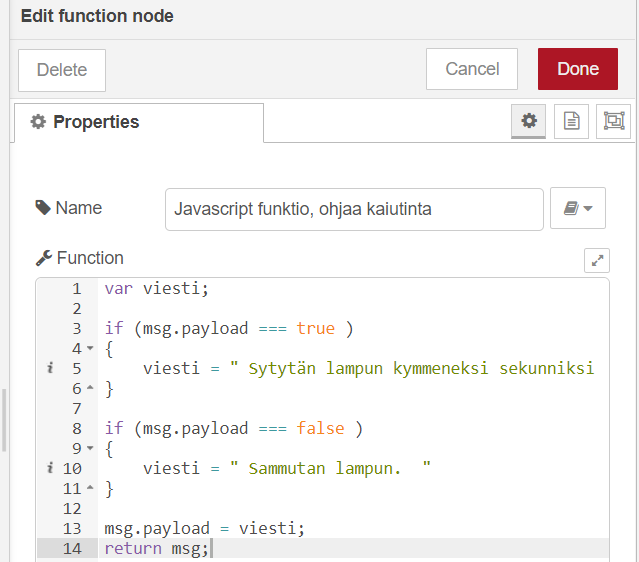 Edit function node
Delete
Cancel
Done
Properties
Name
Javascript funktio, ohjaa kaiutinta
Function
1 var viesti;
2
3 if (msg.payload === true )
4 {
5 viesti = " Sytytän lampun kymmeneksi sekunniksi
6 }
7
8 if (msg.payload === false )
9 {
10 viesti = " Sammutan lampun.  "
11 }
12
13 msg.payload = viesti;
14 return msg;